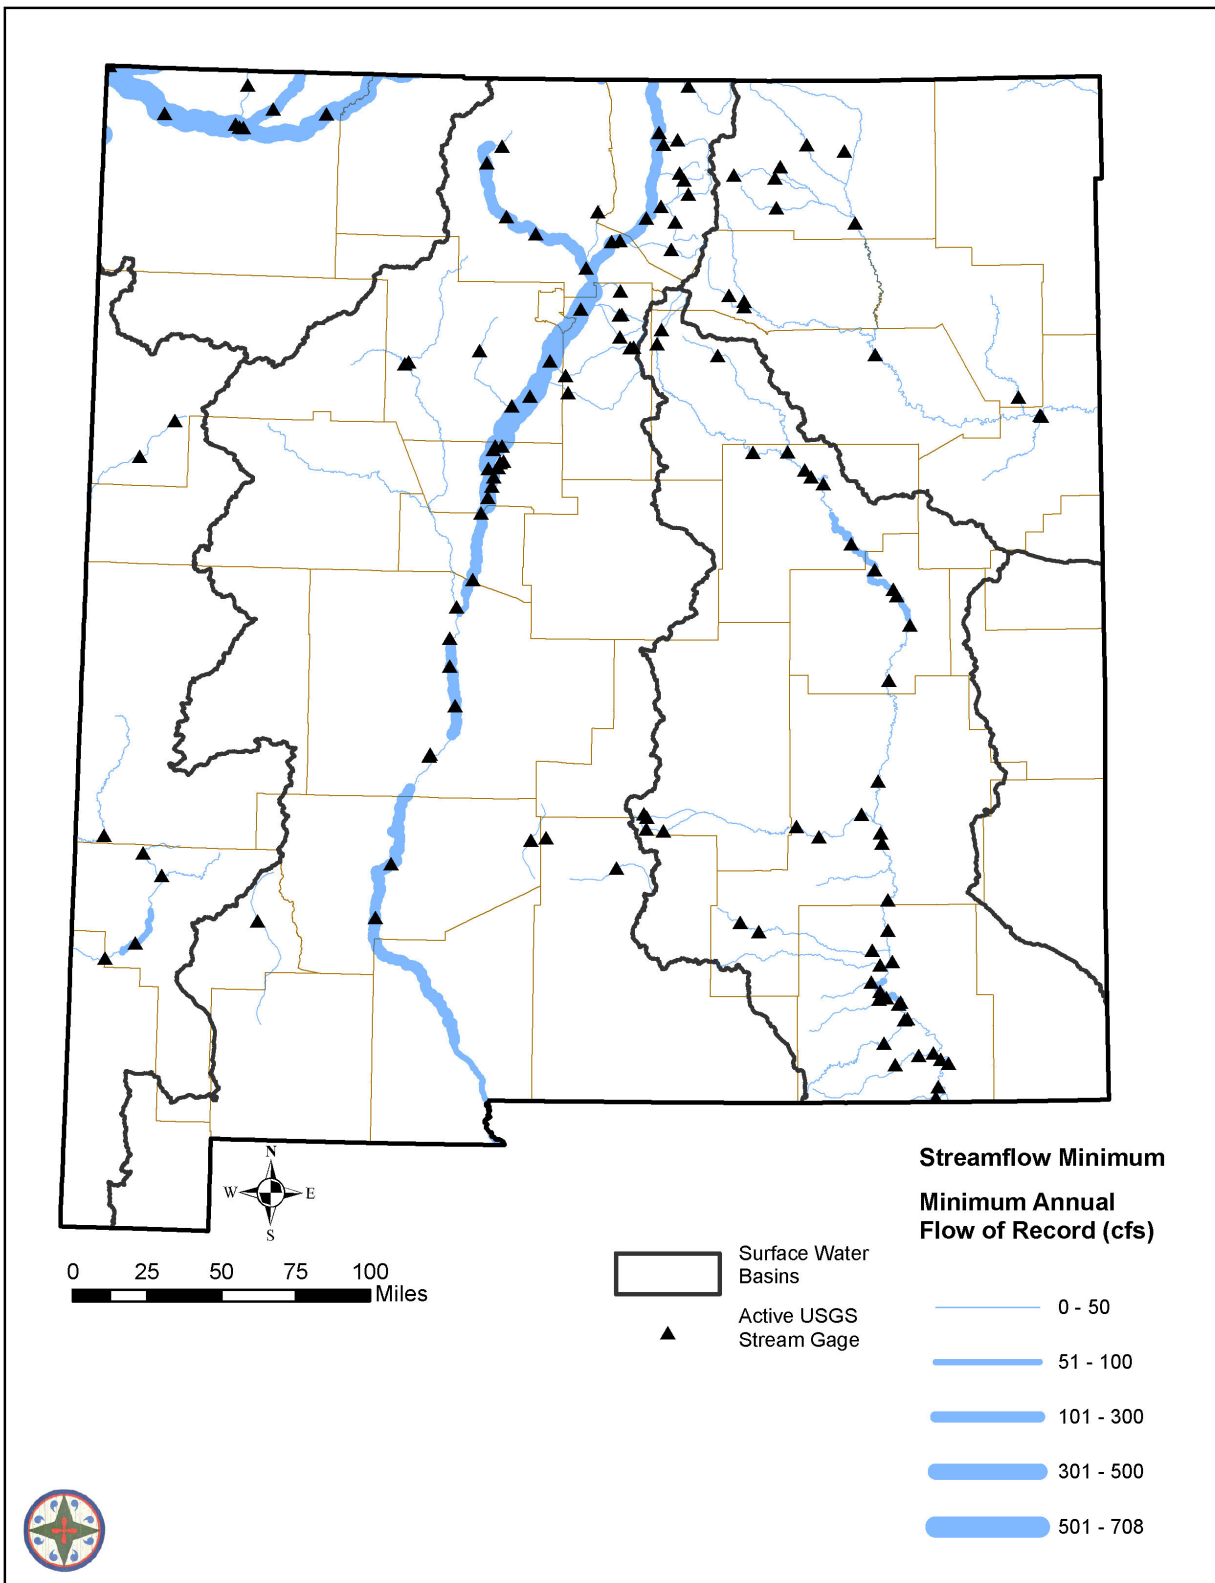 N
W E
S
0 25 50 75 100
Miles
Surface Water
Basins
Active USGS
Stream Gage
Streamflow Minimum
Minimum Annual
Flow of Record (cfs)
0 - 50
51 - 100
101 - 300
301 - 500
501 - 708